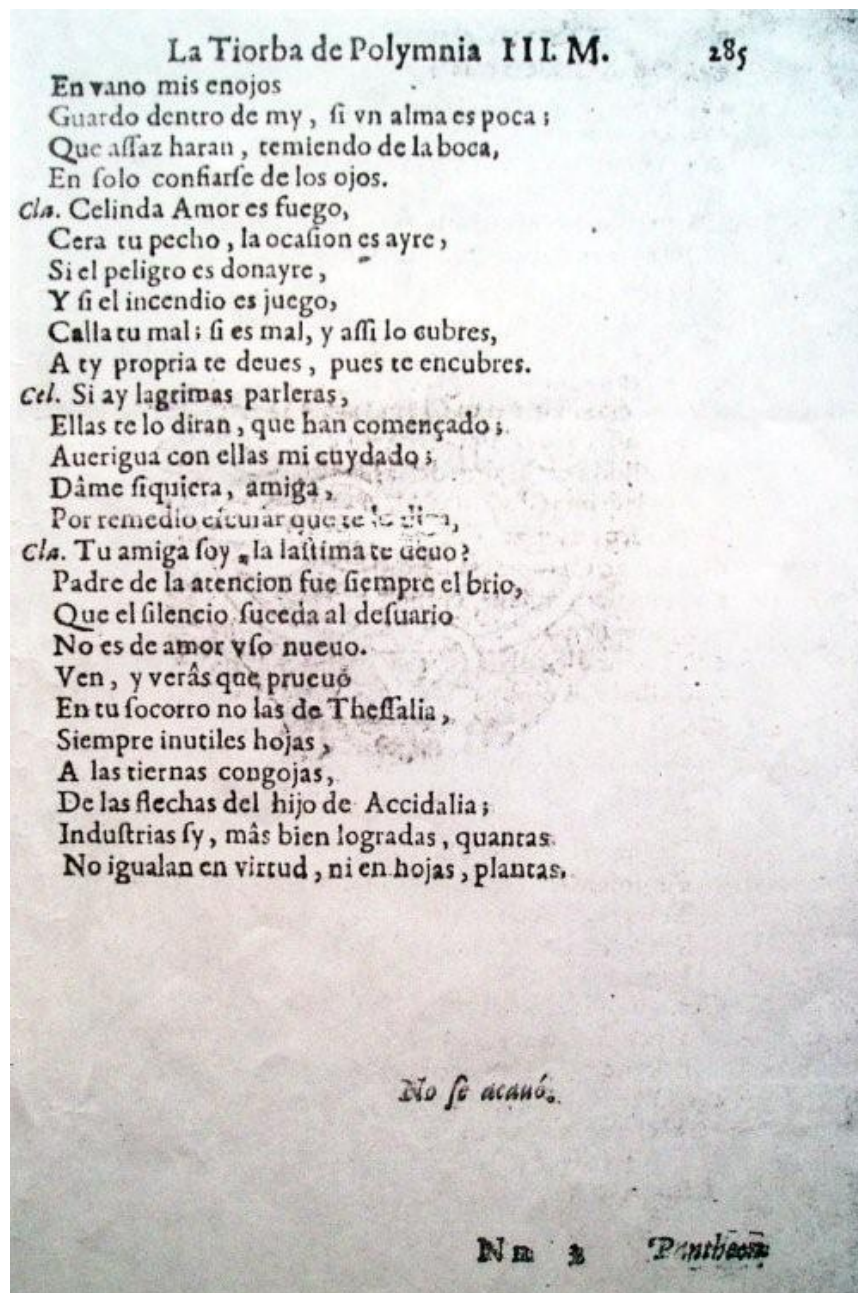 La Tiorba de Polymnia III. M. 285
En vano mis enojos
Guardo dentro de my, ſi vn alma es poca;
Que aſſaz haran, temiendo de la boca,
En ſolo confiarſe de los ojos.
Cla. Celinda Amor es fuego,
Cera tu pecho, la ocaſion es ayre,
Si el peligro es donayre,
Y ſi el incendio es juego,
Calla tu mal; ſi es mal, y aſſi lo cubres,
A ty propria te deues, pues te encubres.
Cel. Si ay lagrimas parleras,
Ellas te lo diran, que han començado;
Auerigua con ellas mi cuydado;
Dâme ſiquiera, amiga,
Por remedio eſcuſar que te lo diga,
Cla. Tu amiga ſoy, la laſtima te deuo?
Padre de la atencion fue ſiempre el brio,
Que el ſilencio ſuceda al deſuario
No es de amor vſo nueuo.
Ven, y verâs que prueuo
En tu ſocorro no las de Theſſalia,
Siempre inutiles hojas,
A las tiernas congojas,
De las flechas del hijo de Accidalia;
Induſtrias ſy, mâs bien logradas, quantas
No igualan en virtud, ni en hojas, plantas.
No ſe acauó.
Nn 2 Pantheon